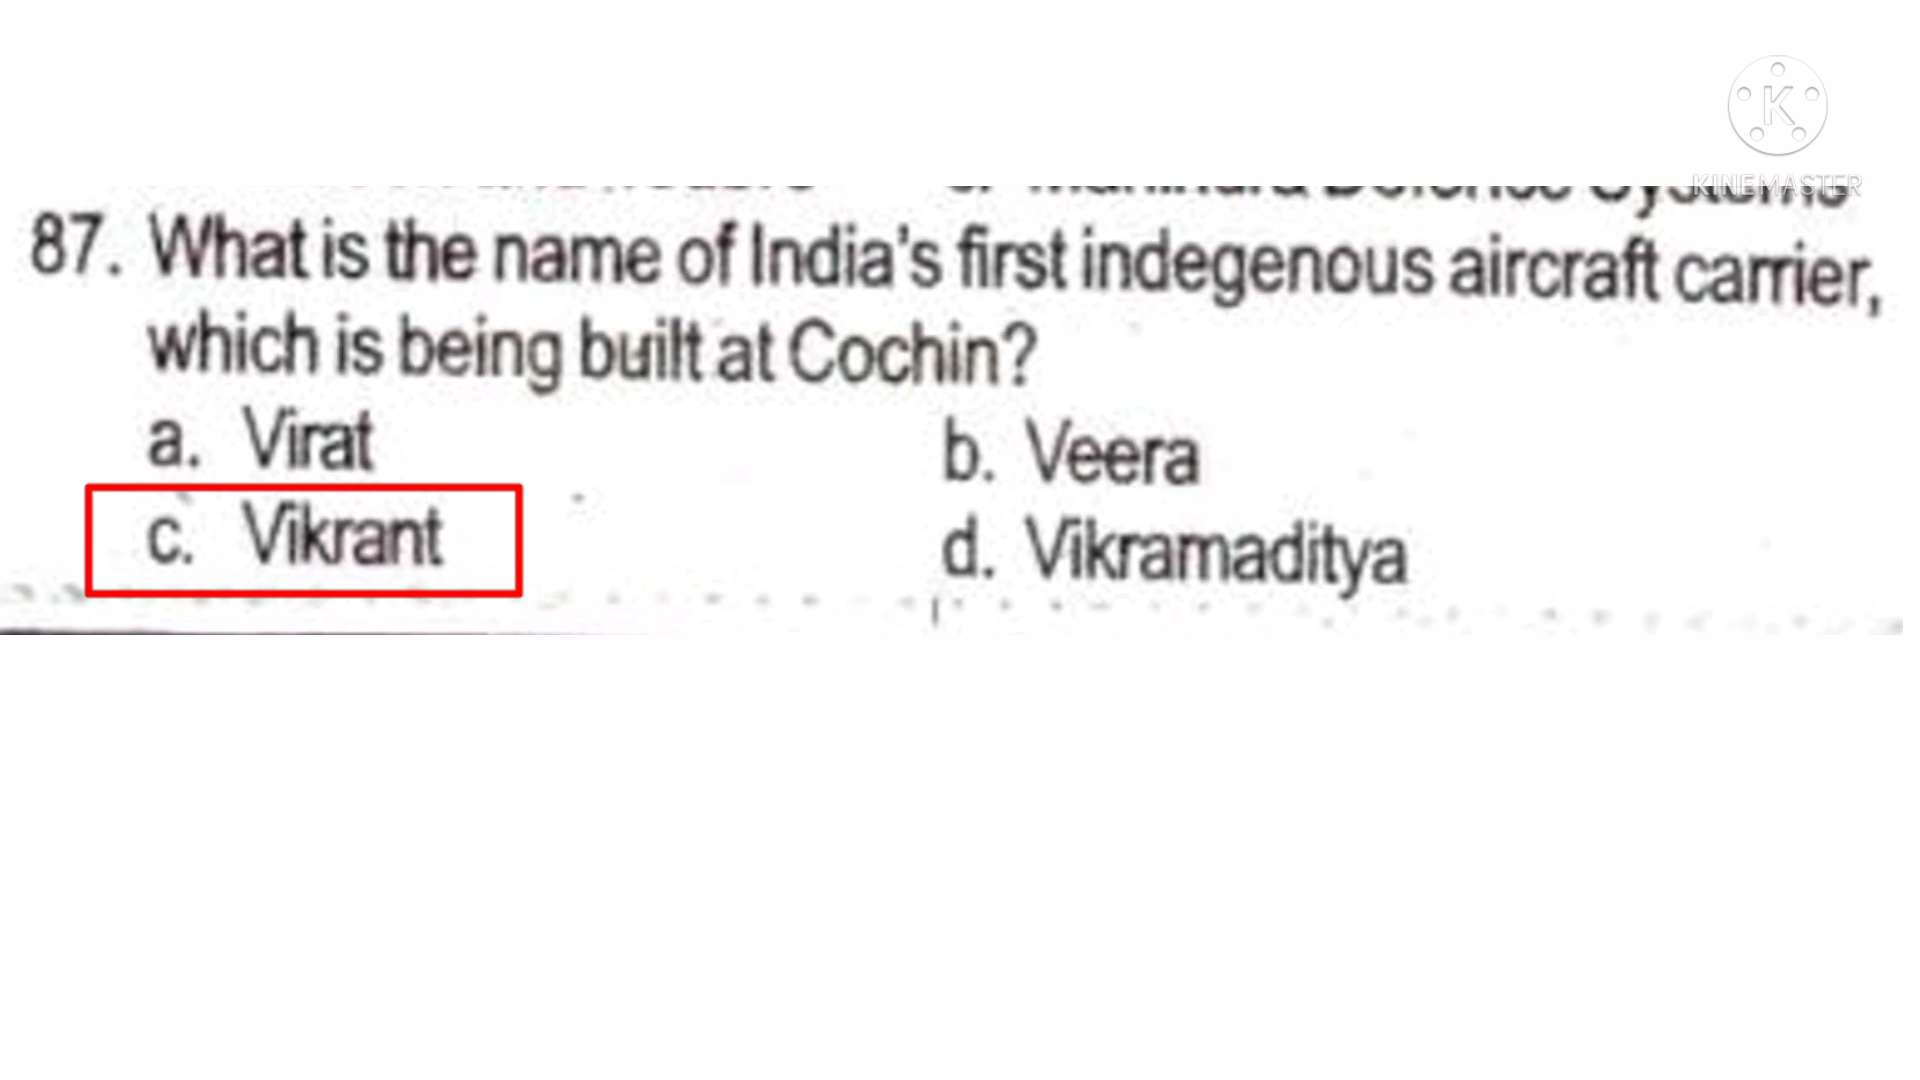 K
KINEMASTER
87. What is the name of India's first indegenous aircraft carrier,
which is being built at Cochin?
a. Virat
b. Veera
c. Vikrant
d. Vikramaditya